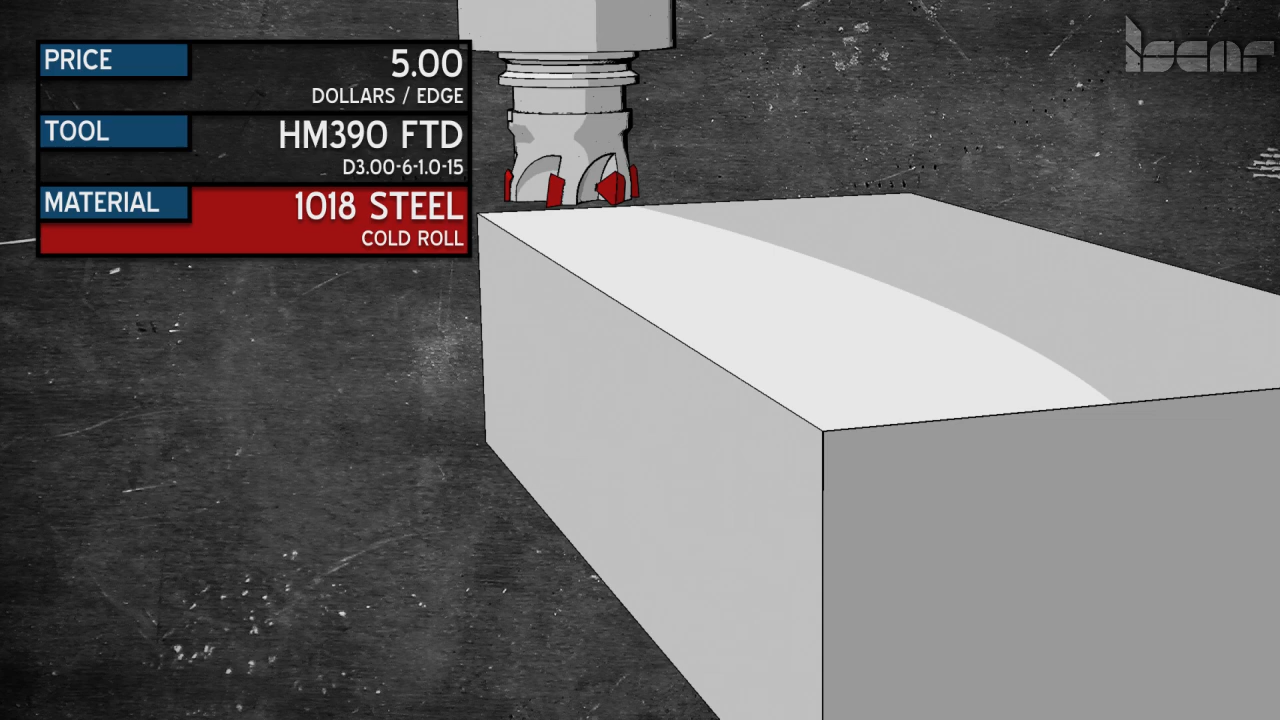 PRICE
5.00
DOLLARS / EDGE
TOOL
HM390 FTD
D3.00-6-1.0-15
MATERIAL
1018 STEEL
COLD ROLL
Iscar